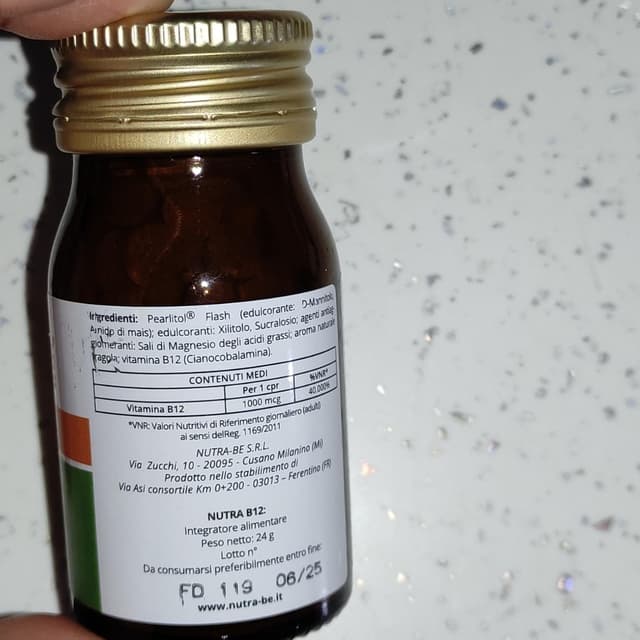 Ingredienti: Pearlitol® Flash (edulcorante: D-Mannitolo,
Amido di mais); edulcoranti: Xilitolo, Sucralosio; agenti antiag-
glomeranti: Sali di Magnesio degli acidi grassi; aroma naturale
fragola; vitamina B12 (Cianocobalamina).
CONTENUTI MEDI
Per 1 cpr %VNR*
Vitamina B12 1000 mcg 40.000%
*VNR: Valori Nutritivi di Riferimento giornaliero (adulti)
ai sensi delReg. 1169/2011
NUTRA-BE S.R.L.
Via Zucchi, 10 - 20095 - Cusano Milanino (Mi)
Prodotto nello stabilimento di
Via Asi consortile Km 0+200 - 03013 – Ferentino (FR)
NUTRA B12:
Integratore alimentare
Peso netto: 24 g
Lotto n°
Da consumarsi preferibilmente entro fine:
FD 119 06/25
www.nutra-be.it